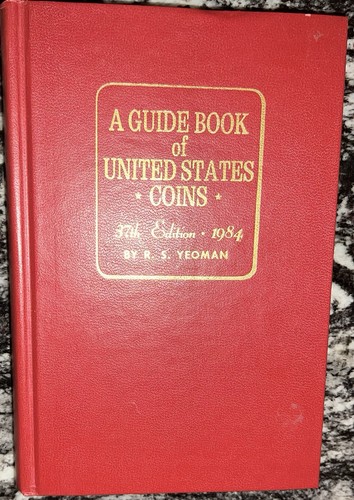 A GUIDE BOOK
of
UNITED STATES
★ COINS ★
37th Edition • 1984
BY R. S. YEOMAN